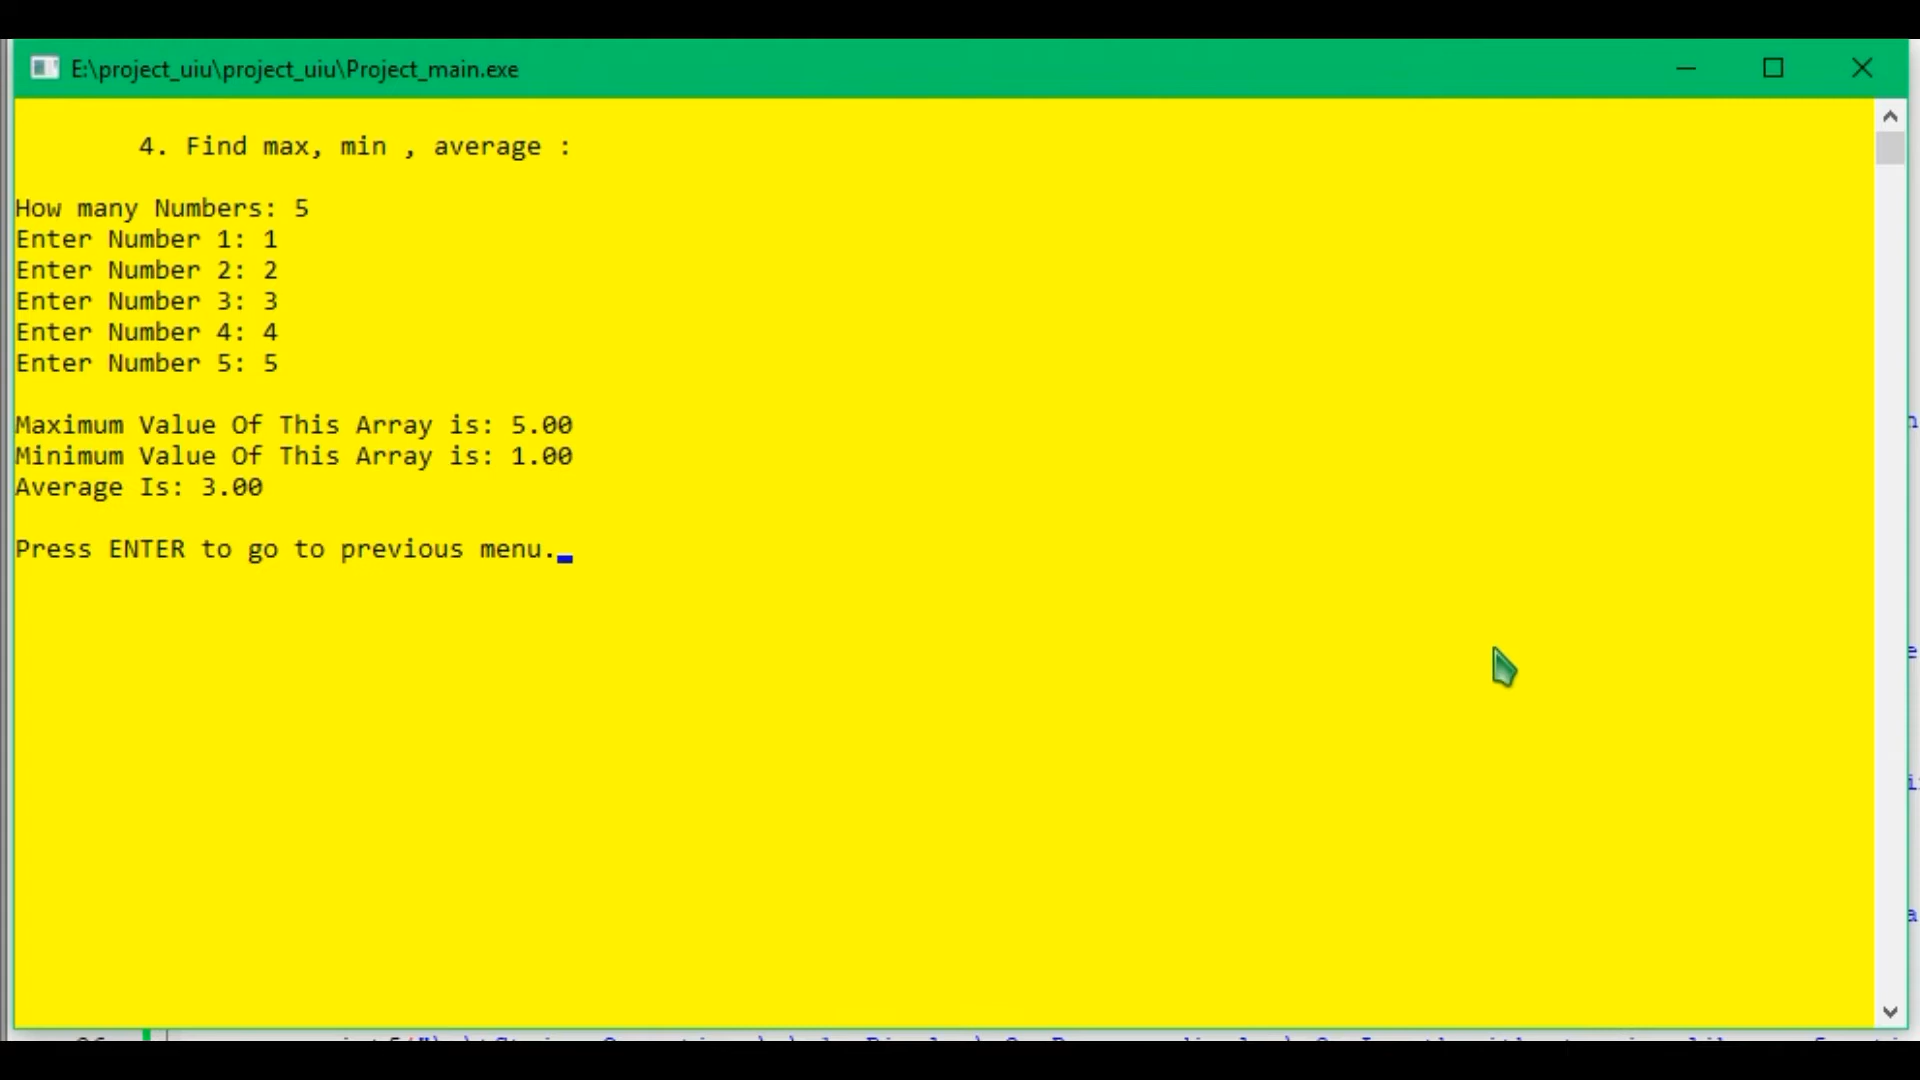 E:\project_uiu\project_uiu\Project_main.exe
4. Find max, min , average :
How many Numbers: 5
Enter Number 1: 1
Enter Number 2: 2
Enter Number 3: 3
Enter Number 4: 4
Enter Number 5: 5
Maximum Value Of This Array is: 5.00
Minimum Value Of This Array is: 1.00
Average Is: 3.00
Press ENTER to go to previous menu.